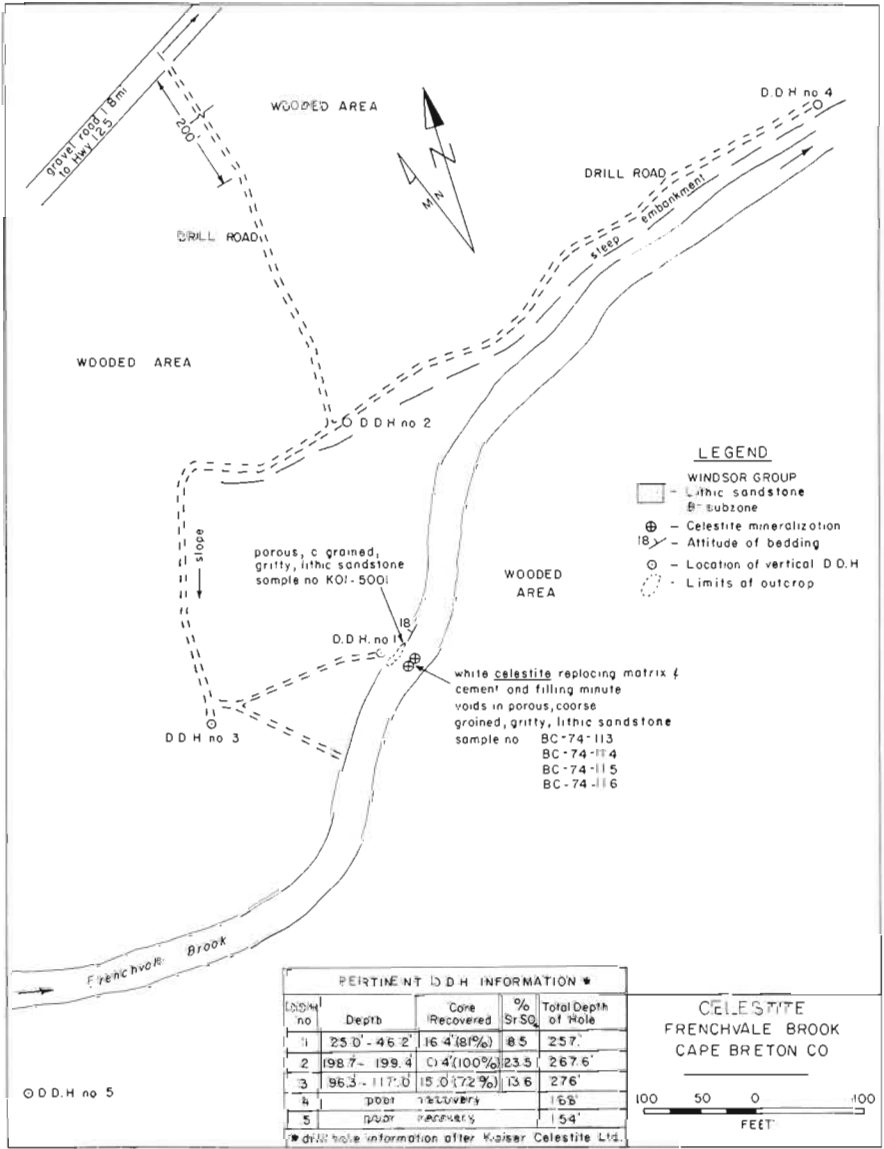 gravel road 1.8mi
to Hwy 125
200'
WOODED AREA
N
MN
D.D.H no 4
DRILL ROAD
steep embankment
DRILL ROAD
WOODED AREA
D D H no 2
LEGEND
WINDSOR GROUP
- Lithic sandstone
B-subzone
- Celestite mineralization
18 - Attitude of bedding
- Location of vertical D D.H
- Limits of outcrop
slope
porous, c grained,
gritty, lithic sandstone
sample no K01-5001
WOODED
AREA
18
D.D.H. no 1
white celestite replacing matrix &
cement and filling minute
voids in porous, coarse
grained, gritty, lithic sandstone
sample no BC-74-113
BC-74-114
BC-74-115
BC-74-116
D D H no 3
Frenchvale Brook
PERTINENT D D H INFORMATION *
DDH no Depth Core Recovered % SrSO4 Total Depth of Hole
1 25 0' - 46 2' 16 4' (81%) 8 5 257'
2 198.7' - 199.4' (100%) 23 5 267 6'
3 96.3' - 117.0' 15.0' (72%) 13 6 276'
4 poor recovery 168'
5 poor recovery 154'
* drill hole information after Kaiser Celestite Ltd.
D D.H no 5
CELESTITE
FRENCHVALE BROOK
CAPE BRETON CO
100 50 0 100
FEET